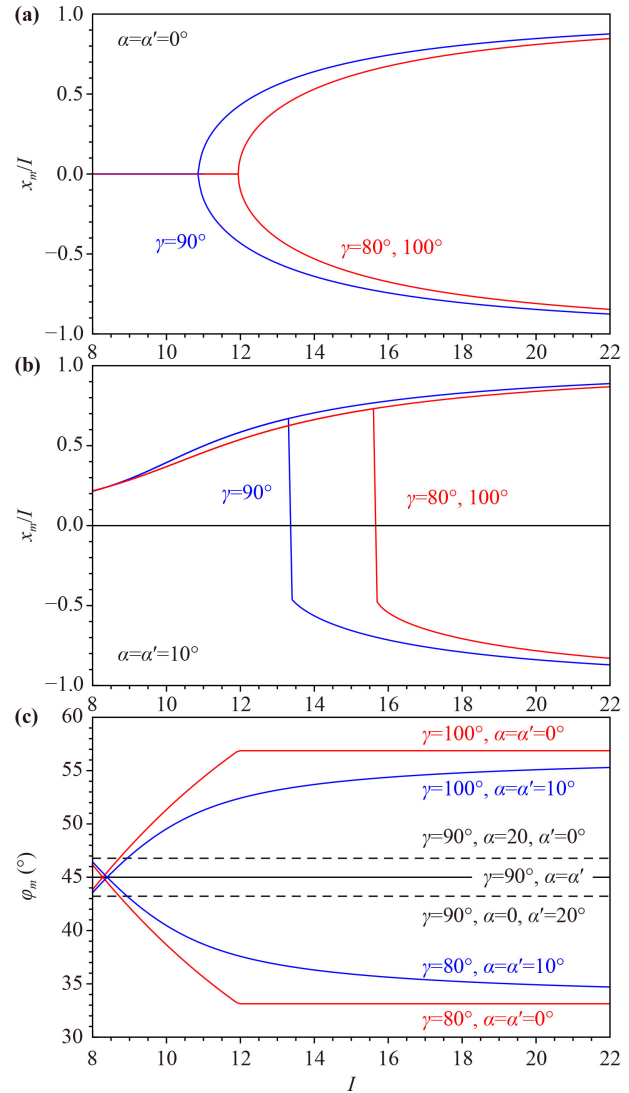 (a)
1.0
α=α′=0°
0.5
x_m/I
0.0
γ=90°
γ=80°, 100°
−0.5
−1.0
8 10 12 14 16 18 20 22
(b)
1.0
0.5
γ=90°
γ=80°, 100°
x_m/I
0.0
−0.5
α=α′=10°
−1.0
8 10 12 14 16 18 20 22
(c)
60
γ=100°, α=α′=0°
55
γ=100°, α=α′=10°
50
γ=90°, α=20, α′=0°
φ_m (°)
45
γ=90°, α=α′
γ=90°, α=0, α′=20°
40
γ=80°, α=α′=10°
35
γ=80°, α=α′=0°
30
8 10 12 14 16 18 20 22
I